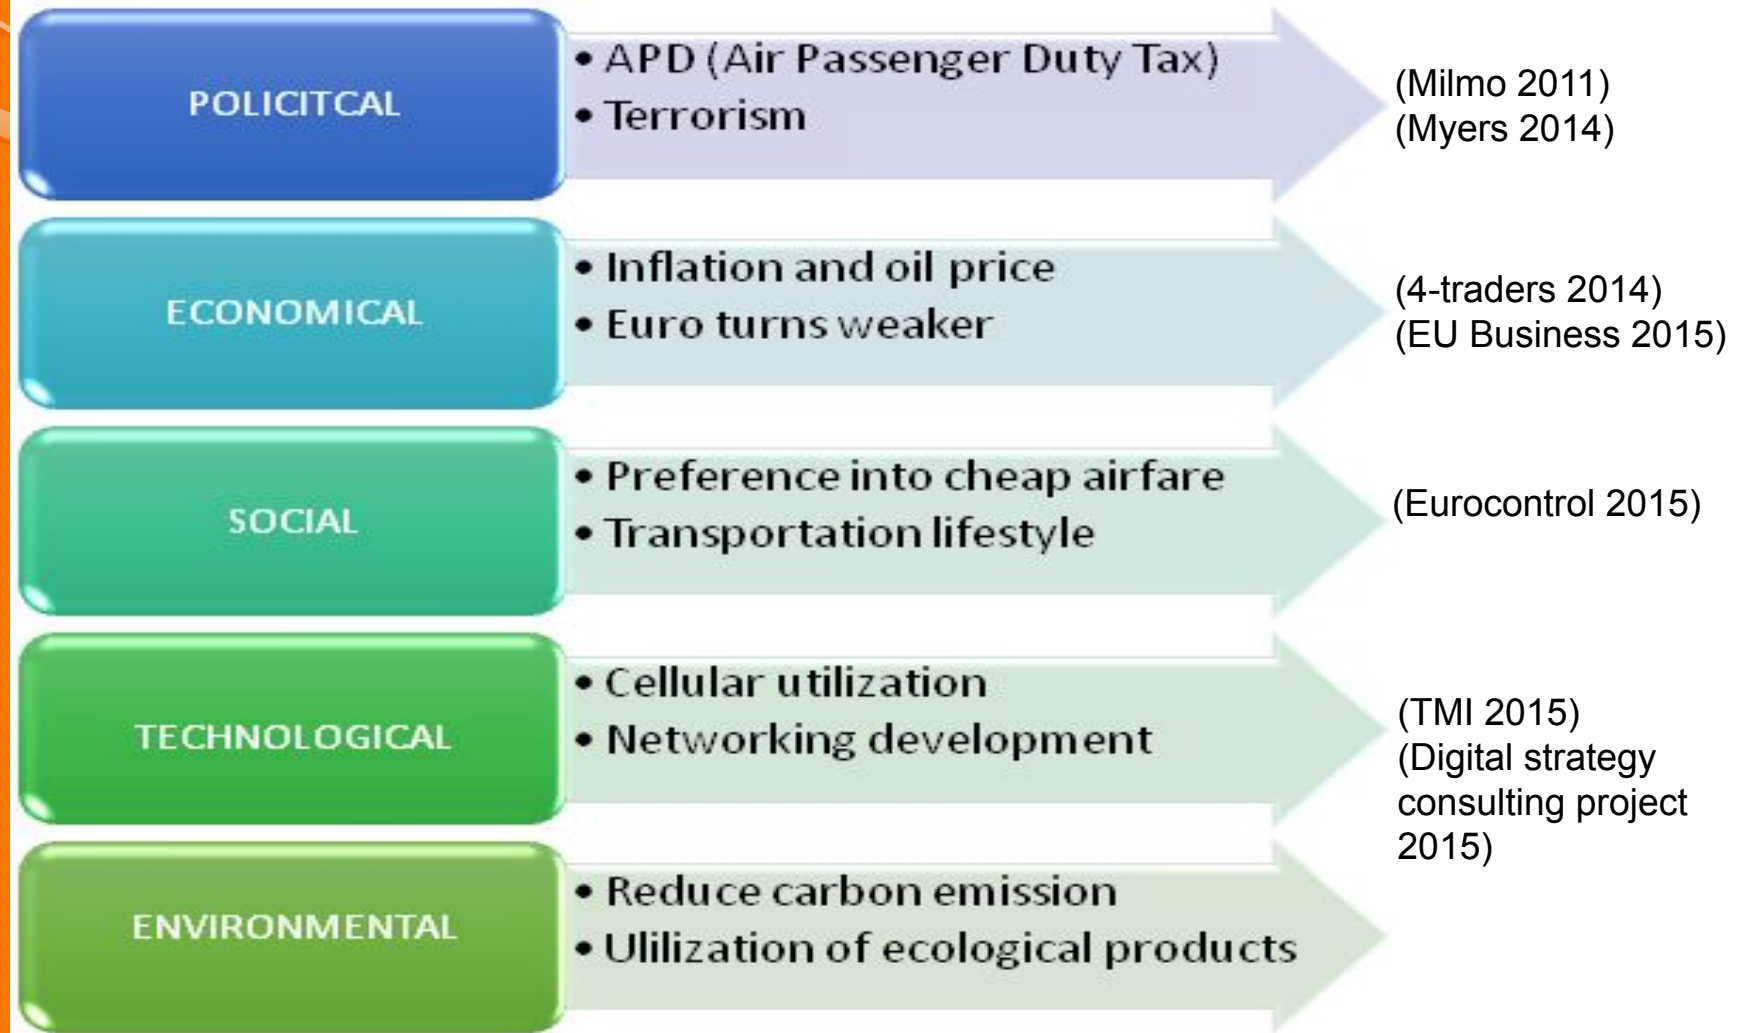 POLICITCAL
• APD (Air Passenger Duty Tax)
• Terrorism
(Milmo 2011)
(Myers 2014)
ECONOMICAL
• Inflation and oil price
• Euro turns weaker
(4-traders 2014)
(EU Business 2015)
SOCIAL
• Preference into cheap airfare
• Transportation lifestyle
(Eurocontrol 2015)
TECHNOLOGICAL
• Cellular utilization
• Networking development
(TMI 2015)
(Digital strategy
consulting project
2015)
ENVIRONMENTAL
• Reduce carbon emission
• Ulilization of ecological products